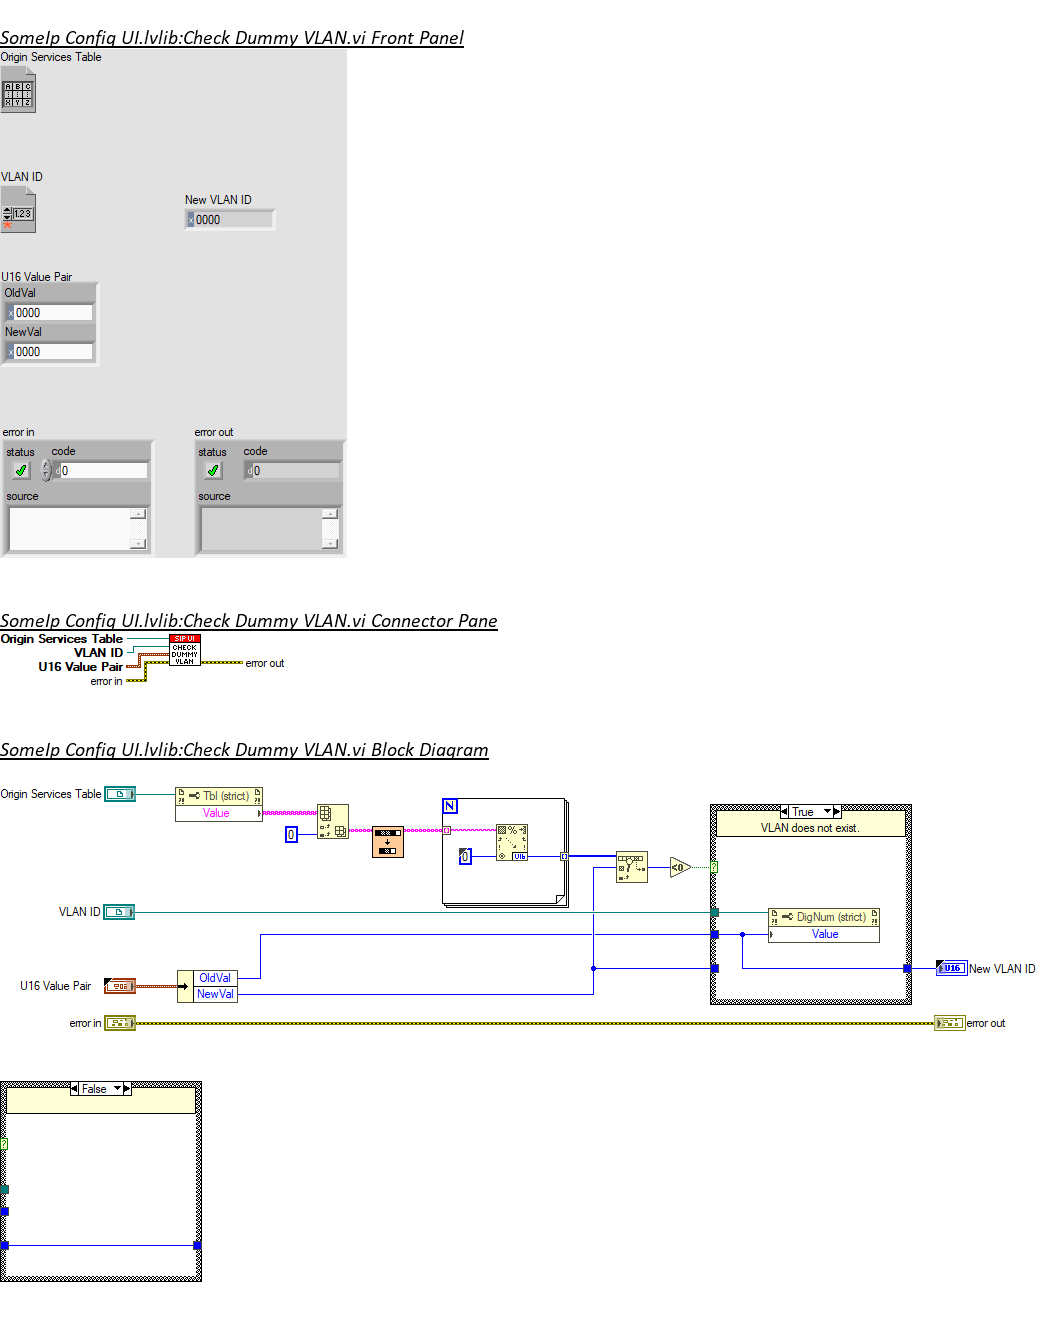 SomeIp Config UI.lvlib:Check Dummy VLAN.vi Front Panel
Origin Services Table
A B C
X Y Z
VLAN ID
1.23
New VLAN ID
x 0000
U16 Value Pair
OldVal
x 0000
NewVal
x 0000
error in
error out
status code
d 0
source
status code
d 0
source
SomeIp Config UI.lvlib:Check Dummy VLAN.vi Connector Pane
Origin Services Table
VLAN ID
U16 Value Pair
error in
SIP UI
CHECK
DUMMY
VLAN
error out
SomeIp Config UI.lvlib:Check Dummy VLAN.vi Block Diagram
Origin Services Table
Tbl (strict)
Value
0
N
%
0
U16
<0
True
VLAN does not exist.
?
VLAN ID
DigNum (strict)
Value
U16 Value Pair
OldVal
NewVal
U16
New VLAN ID
error in
error out
False
?